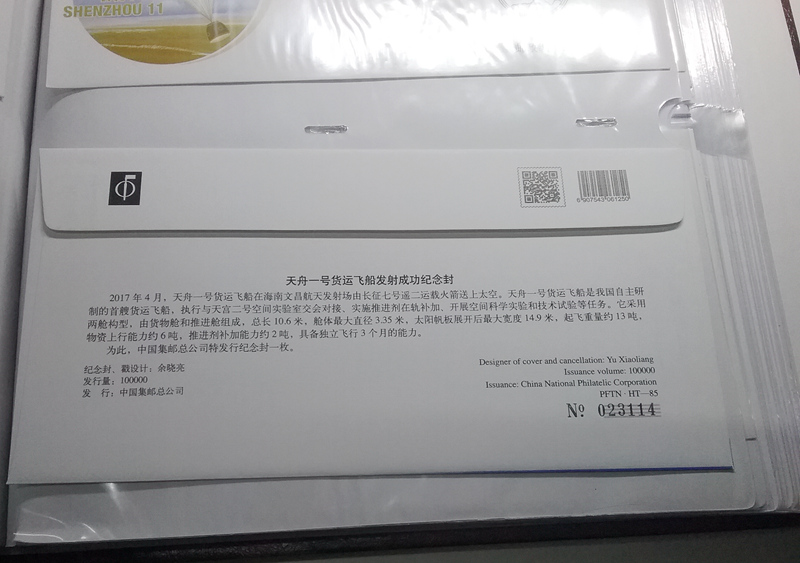 SHENZHOU 11
6907543061250
天舟一号货运飞船发射成功纪念封
2017 年 4 月，天舟一号货运飞船在海南文昌航天发射场由长征七号遥二运载火箭送上太空。天舟一号货运飞船是我国自主研
制的首艘货运飞船，执行与天宫二号空间实验室交会对接、实施推进剂在轨补加、开展空间科学实验和技术试验等任务。它采用
两舱构型，由货物舱和推进舱组成，总长 10.6 米，舱体最大直径 3.35 米，太阳帆板展开后最大宽度 14.9 米，起飞重量约 13 吨，
物资上行能力约 6 吨，推进剂补加能力约 2 吨，具备独立飞行 3 个月的能力。
为此，中国集邮总公司特发行纪念封一枚。
纪念封、戳设计：余晓亮
发行量：100000
发　行：中国集邮总公司
Designer of cover and cancellation: Yu Xiaoliang
Issuance volume: 100000
Issuance: China National Philatelic Corporation
PFTN · HT—85
№ 023114